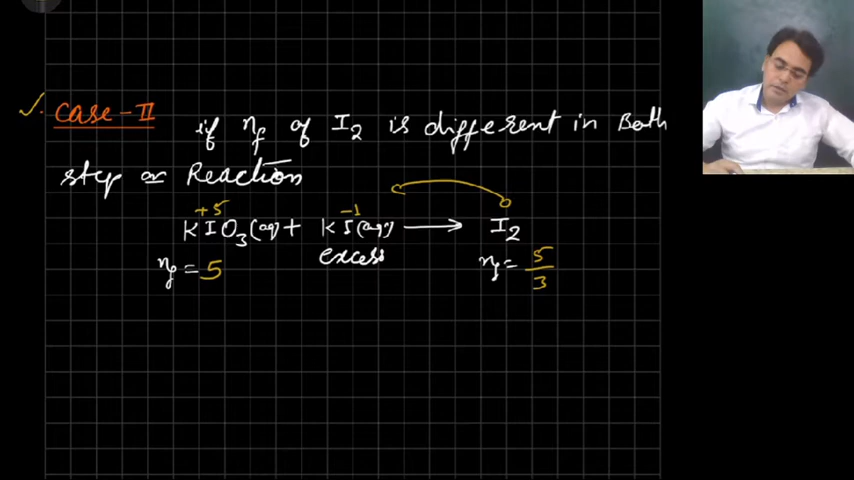 Case-II if nf of I2 is different in Both
step or Reaction
+5 -1 0
KIO3(aq) + KI(aq) ⟶ I2
excess
nf = 5 nf = 5/3